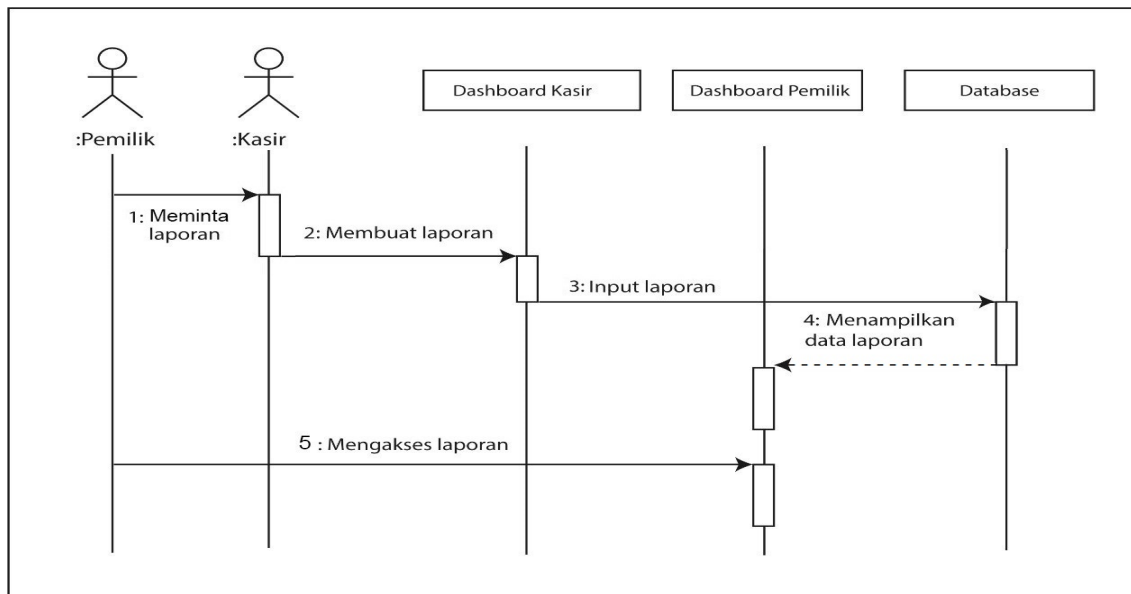 :Pemilik
:Kasir
Dashboard Kasir
Dashboard Pemilik
Database
1: Meminta
laporan
2: Membuat laporan
3: Input laporan
4: Menampilkan
data laporan
5 : Mengakses laporan